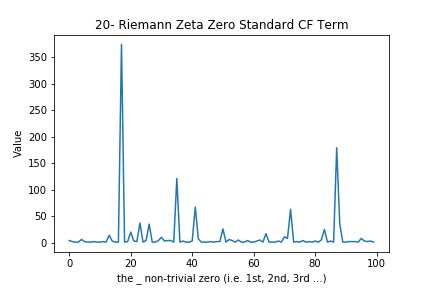 20- Riemann Zeta Zero Standard CF Term
350
300
250
200
150
100
50
0
Value
0 20 40 60 80 100
the _ non-trivial zero (i.e. 1st, 2nd, 3rd ...)